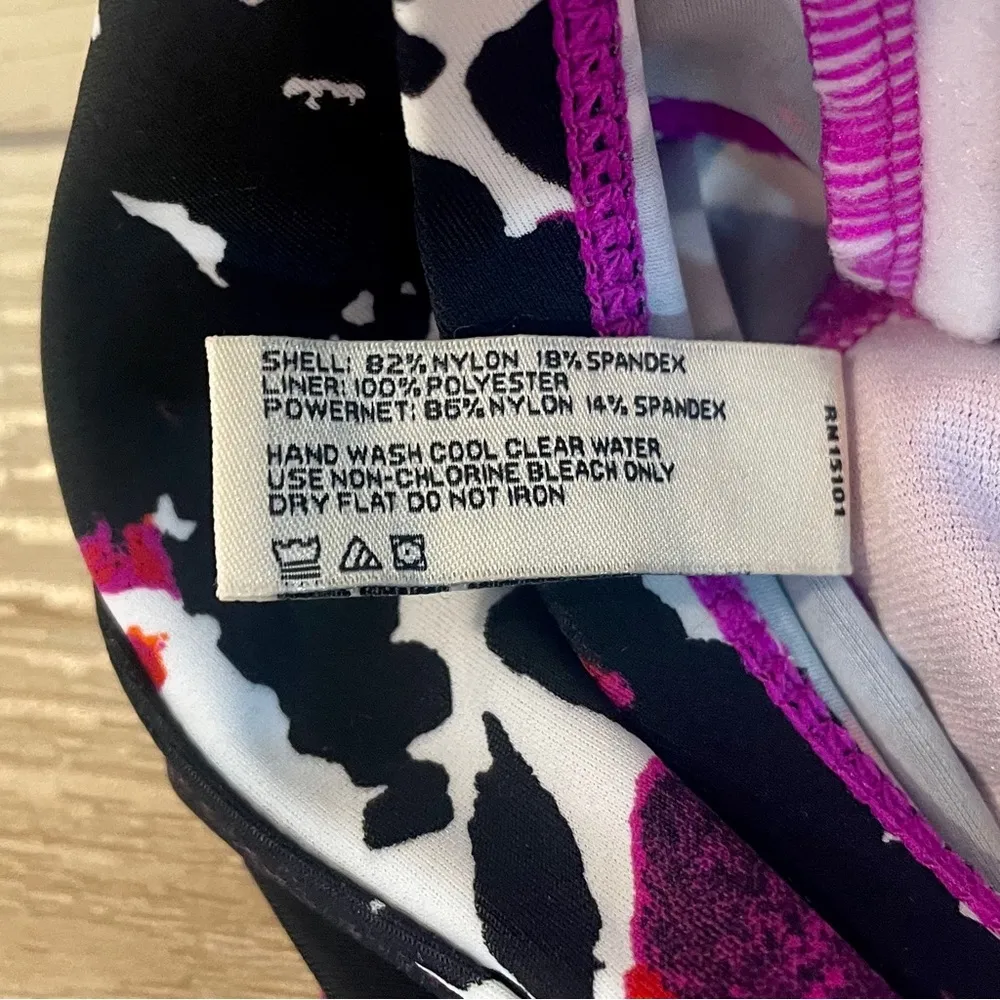 SHELL: 82% NYLON 18% SPANDEX
LINER: 100% POLYESTER
POWERNET: 86% NYLON 14% SPANDEX
HAND WASH COOL CLEAR WATER
USE NON-CHLORINE BLEACH ONLY
DRY FLAT DO NOT IRON
RN15101